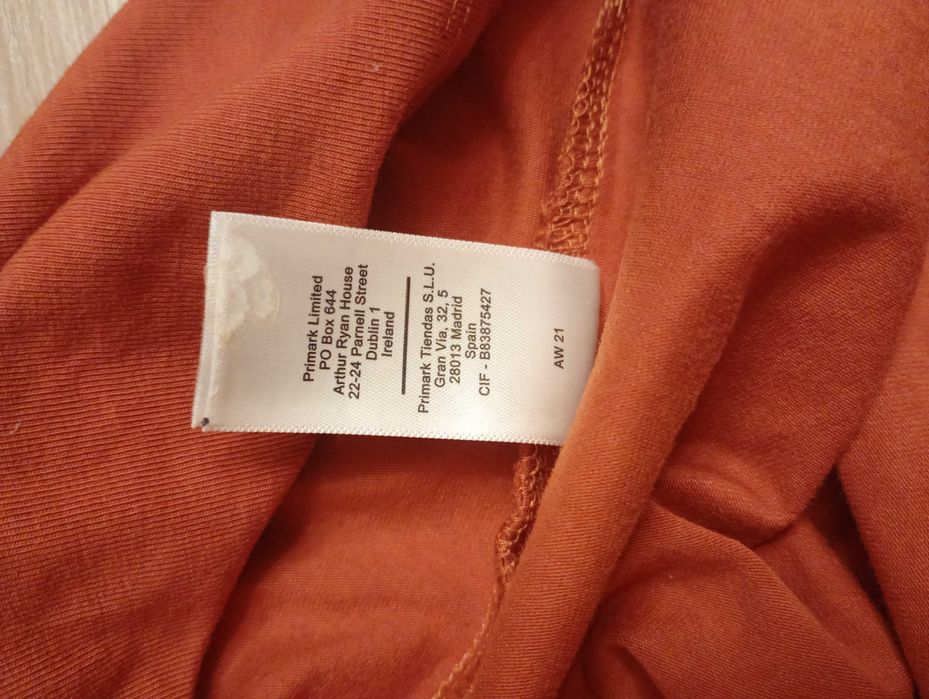 Primark Limited
PO Box 644
Arthur Ryan House
22-24 Parnell Street
Dublin 1
Ireland
Primark Tiendas S.L.U.
Gran Via, 32, 5
28013 Madrid
Spain
CIF - B83875427
AW 21